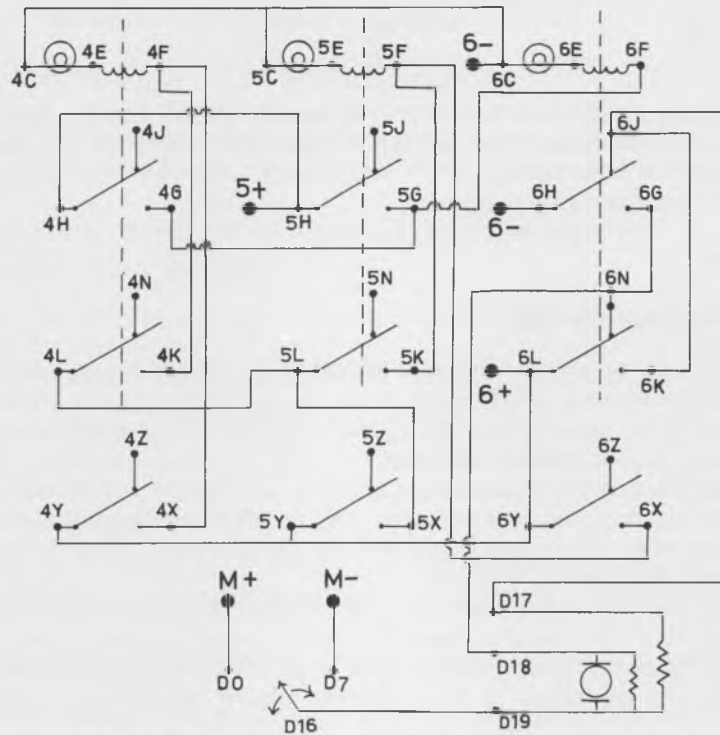 4E 4F 5E 5F 6- 6E 6F
4C 5C 6C
4J 5J 6J
5+
4H 4G 5H 5G 6- 6H 6G
4N 5N 6N
4L 4K 5L 5K 6+ 6L 6K
4Z 5Z 6Z
4Y 4X 5Y 5X 6Y 6X
M+ M- D17
D0 D7 D18
D16 D19